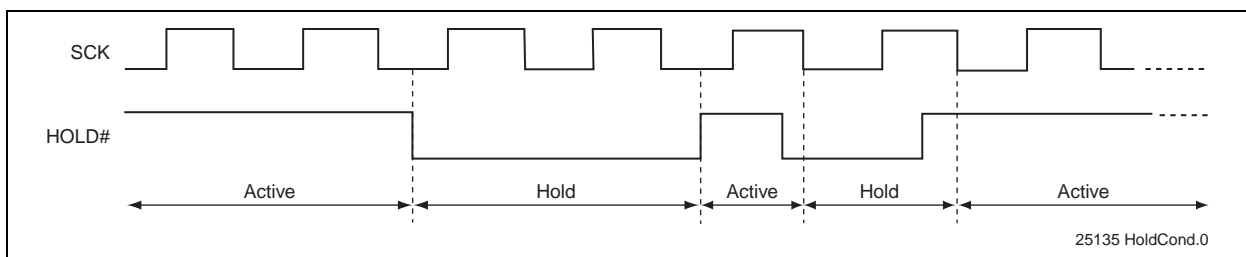 SCK
HOLD#
Active Hold Active Hold Active
25135 HoldCond.0